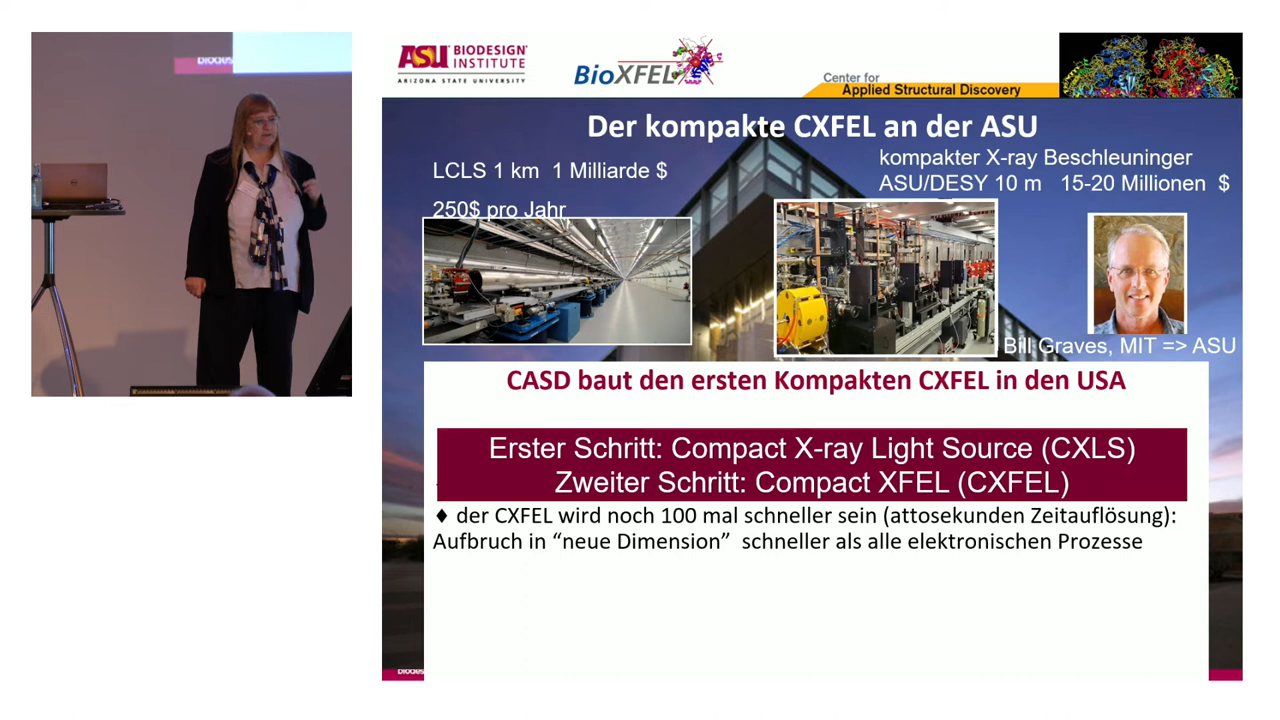 ASU BIODESIGN
INSTITUTE
ARIZONA STATE UNIVERSITY
BioXFEL
Center for
Applied Structural Discovery
Der kompakte CXFEL an der ASU
LCLS 1 km 1 Milliarde $
250$ pro Jahr
kompakter X-ray Beschleuninger
ASU/DESY 10 m 15-20 Millionen $
Bill Graves, MIT => ASU
CASD baut den ersten Kompakten CXFEL in den USA
Erster Schritt: Compact X-ray Light Source (CXLS)
Zweiter Schritt: Compact XFEL (CXFEL)
♦ der CXFEL wird noch 100 mal schneller sein (attosekunden Zeitauflösung):
Aufbruch in “neue Dimension” schneller als alle elektronischen Prozesse